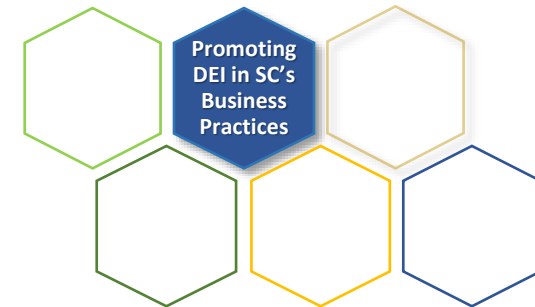 Promoting
DEI in SC’s
Business
Practices